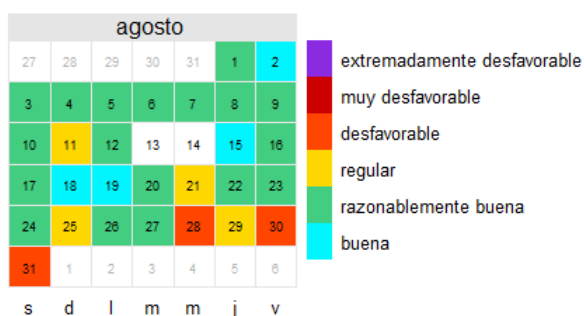 agosto
27 28 29 30 31 1 2
3 4 5 6 7 8 9
10 11 12 13 14 15 16
17 18 19 20 21 22 23
24 25 26 27 28 29 30
31 1 2 3 4 5 6
s d l m m j v
extremadamente desfavorable
muy desfavorable
desfavorable
regular
razonablemente buena
buena